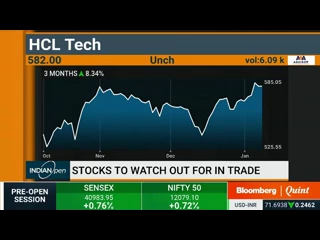 HCL Tech
582.00 Unch vol:6.09 k
3 MONTHS ▲ 8.34%
585.05
525.55
Oct Nov Dec Jan
INDIAN open STOCKS TO WATCH OUT FOR IN TRADE
PRE-OPEN SESSION
SENSEX
40983.95
+0.76%
NIFTY 50
12079.10
+0.72%
Bloomberg Quint
USD-INR 71.6938 ▼0.2462